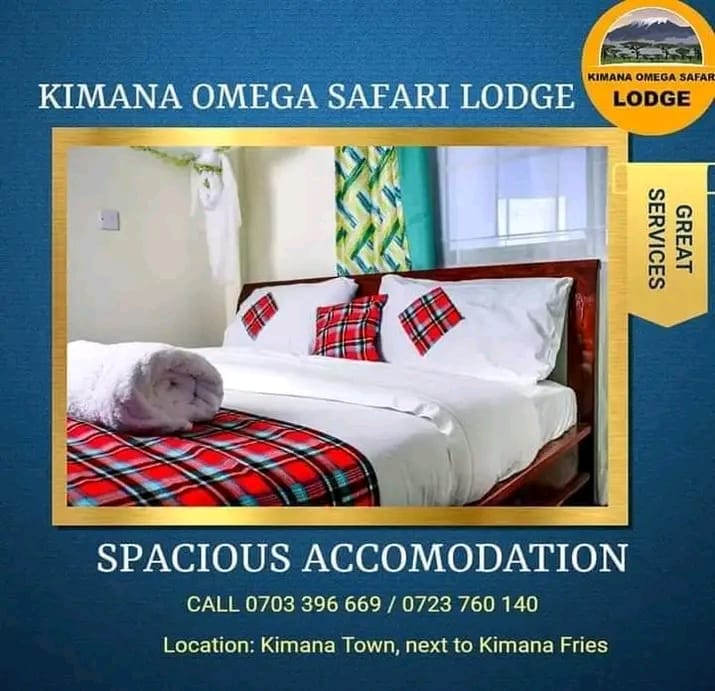 KIMANA OMEGA SAFARI LODGE
KIMANA OMEGA SAFAR
LODGE
GREAT
SERVICES
SPACIOUS ACCOMODATION
CALL 0703 396 669 / 0723 760 140
Location: Kimana Town, next to Kimana Fries